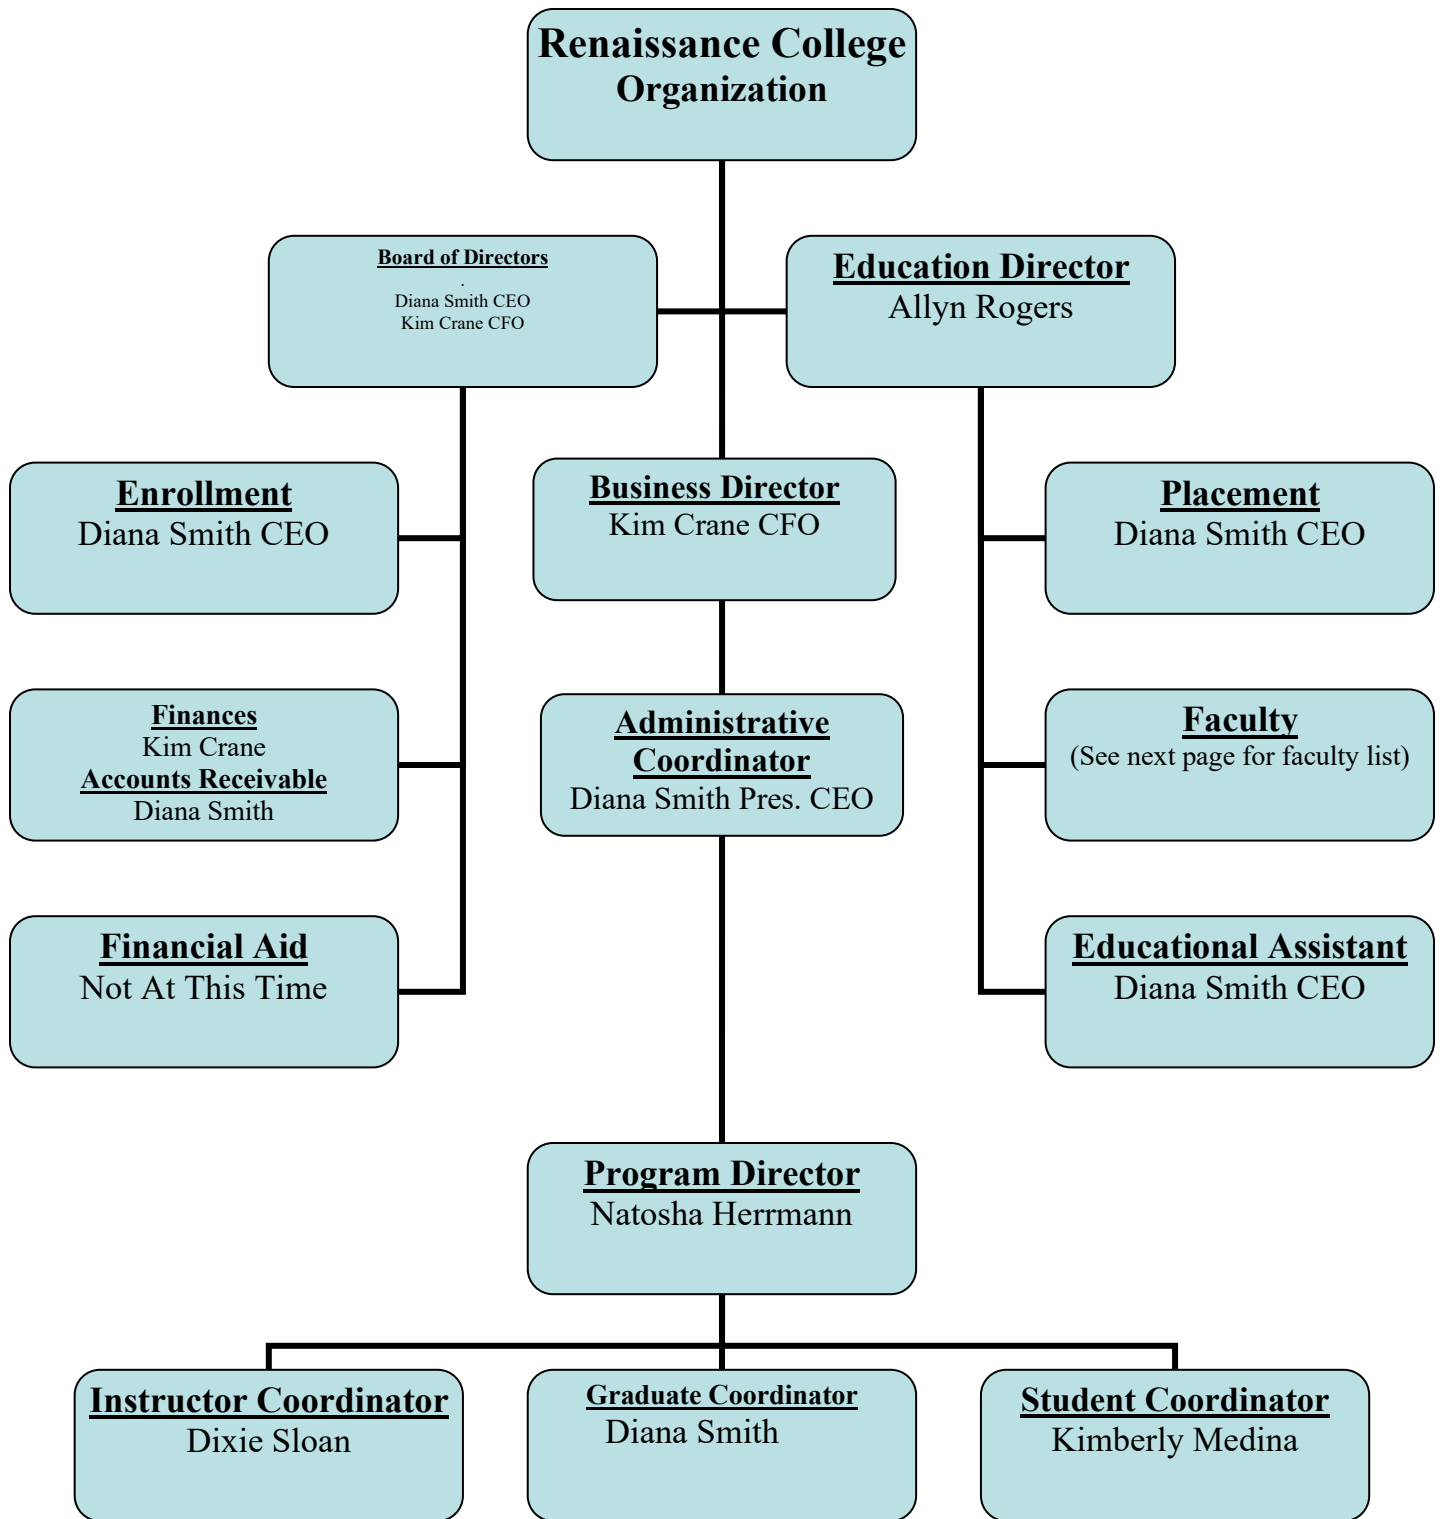 Renaissance College
Organization
Board of Directors
.
Diana Smith CEO
Kim Crane CFO
Education Director
Allyn Rogers
Enrollment
Diana Smith CEO
Business Director
Kim Crane CFO
Placement
Diana Smith CEO
Finances
Kim Crane
Accounts Receivable
Diana Smith
Administrative
Coordinator
Diana Smith Pres. CEO
Faculty
(See next page for faculty list)
Financial Aid
Not At This Time
Educational Assistant
Diana Smith CEO
Program Director
Natosha Herrmann
Instructor Coordinator
Dixie Sloan
Graduate Coordinator
Diana Smith
Student Coordinator
Kimberly Medina